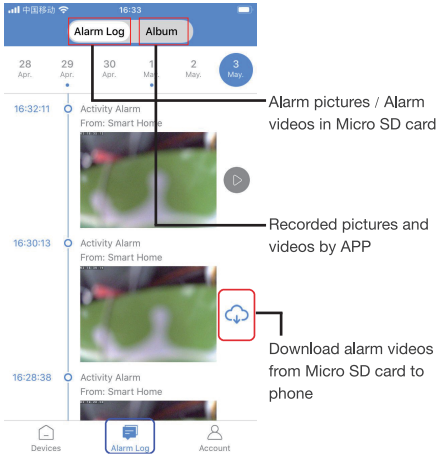 中国移动
16:33
Alarm Log
Album
28 29 30 1 2 3
Apr. Apr. Apr. May. May. May.
16:32:11
Activity Alarm
From: Smart Home
Alarm pictures / Alarm
videos in Micro SD card
16:30:13
Activity Alarm
From: Smart Home
Recorded pictures and
videos by APP
Download alarm videos
from Micro SD card to
phone
16:28:38
Activity Alarm
From: Smart Home
Devices
Alarm Log
Account